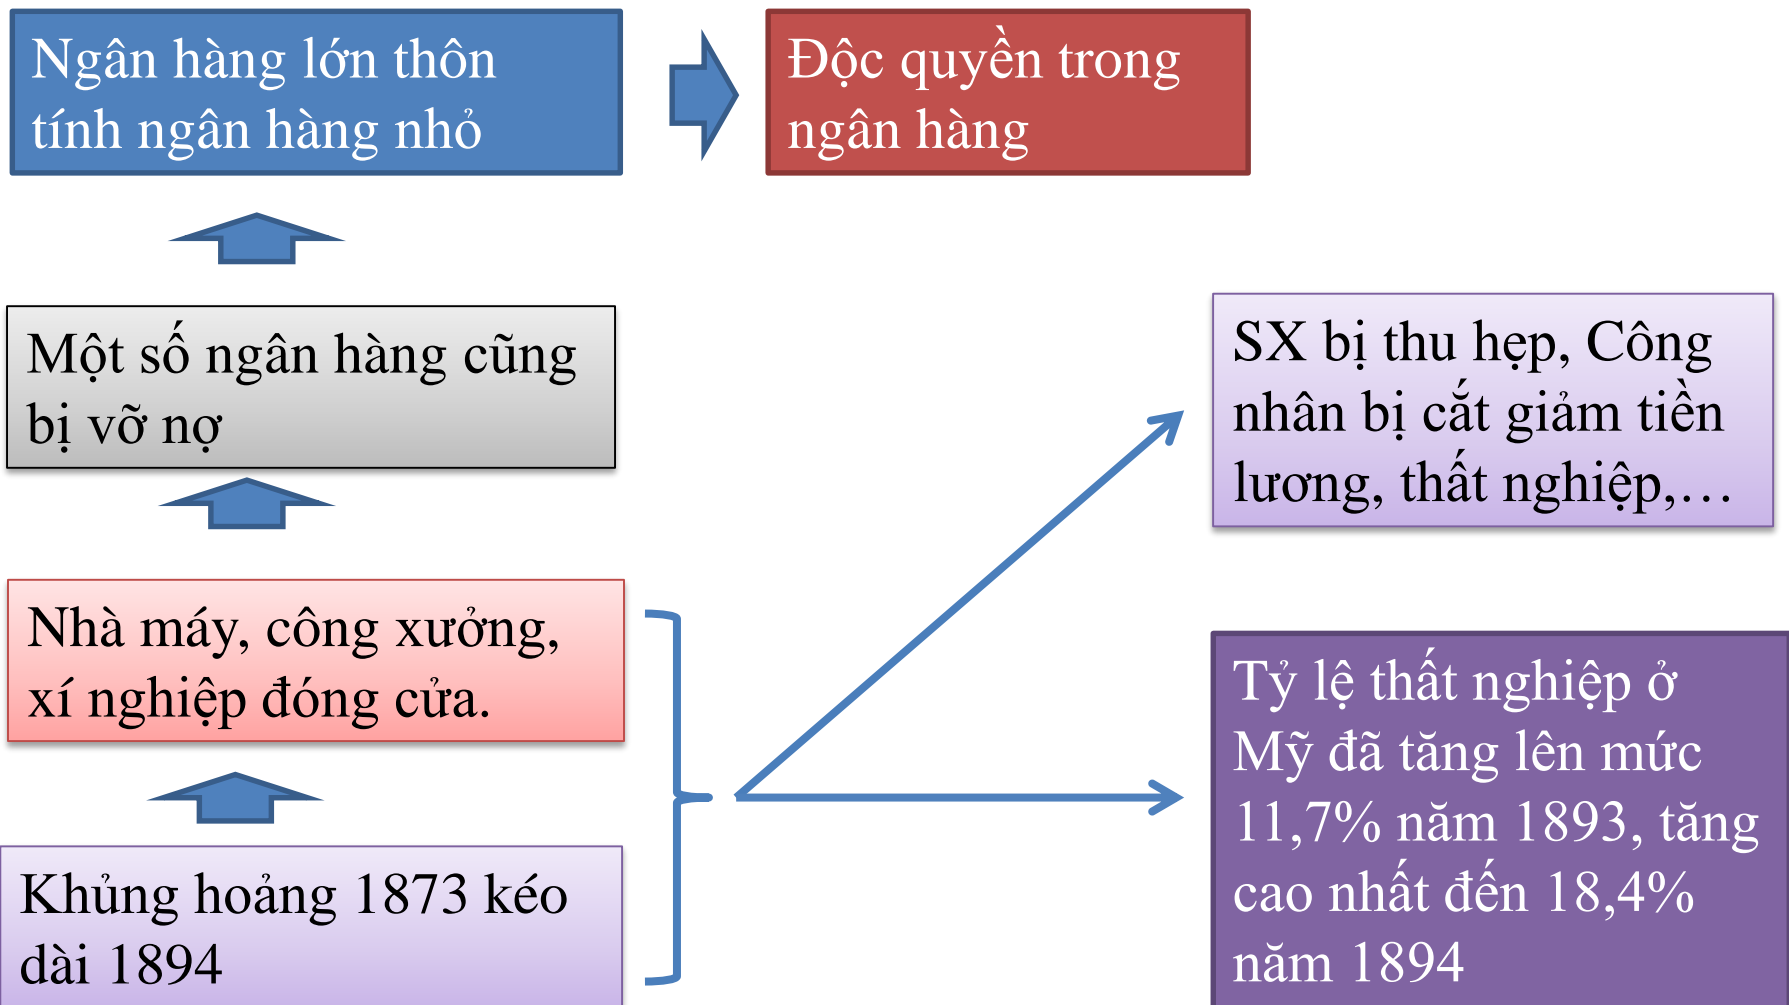 Ngân hàng lớn thôn
tính ngân hàng nhỏ
Độc quyền trong
ngân hàng
Một số ngân hàng cũng
bị vỡ nợ
SX bị thu hẹp, Công
nhân bị cắt giảm tiền
lương, thất nghiệp,…
Nhà máy, công xưởng,
xí nghiệp đóng cửa.
Tỷ lệ thất nghiệp ở
Mỹ đã tăng lên mức
11,7% năm 1893, tăng
cao nhất đến 18,4%
năm 1894
Khủng hoảng 1873 kéo
dài 1894